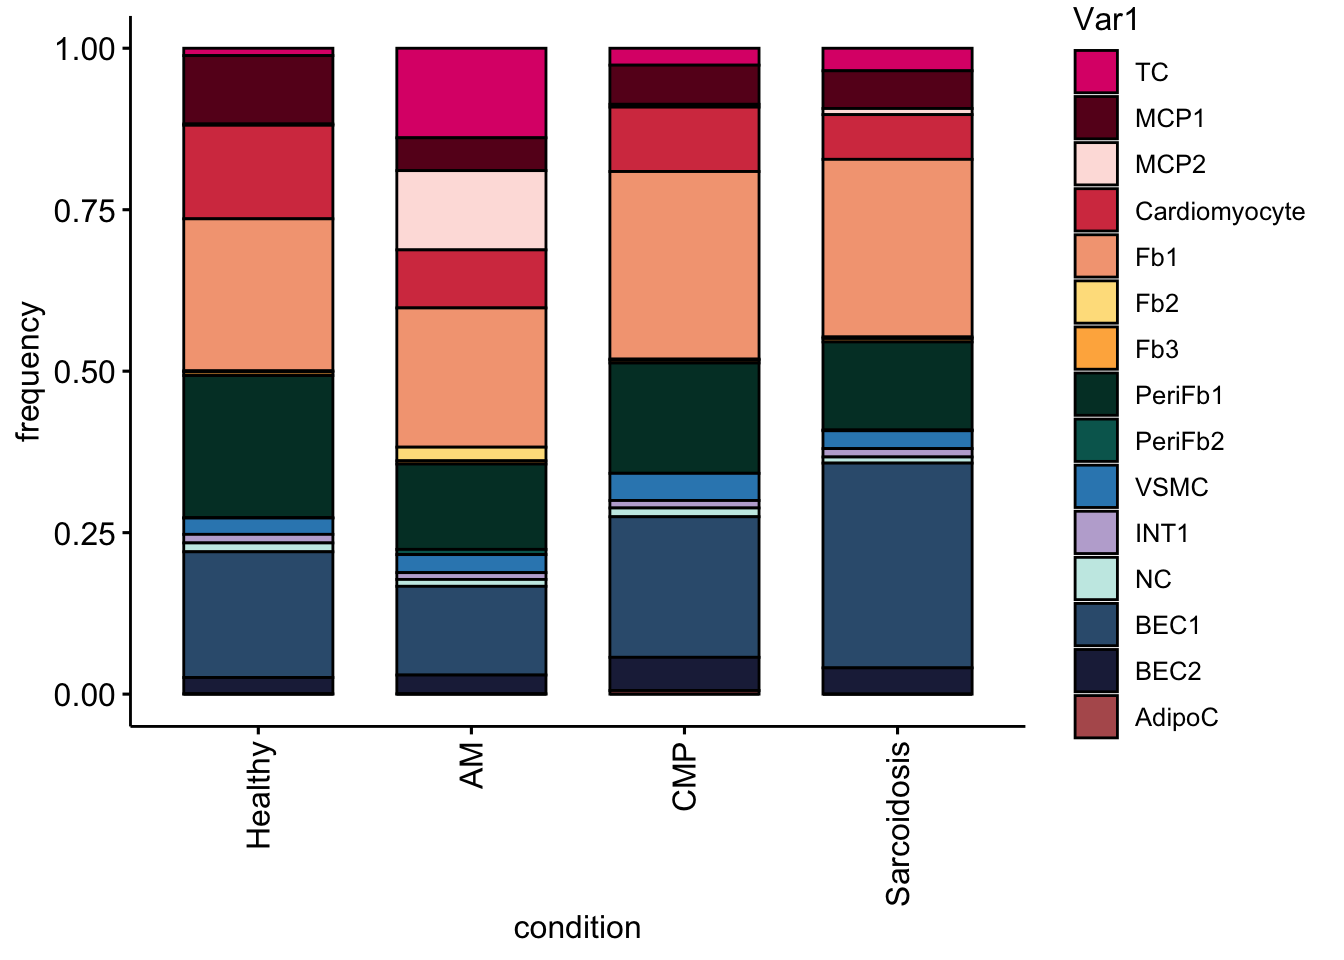 Var1
TC
MCP1
MCP2
Cardiomyocyte
Fb1
Fb2
Fb3
PeriFb1
PeriFb2
VSMC
INT1
NC
BEC1
BEC2
AdipoC
frequency
1.00
0.75
0.50
0.25
0.00
Healthy
AM
CMP
Sarcoidosis
condition